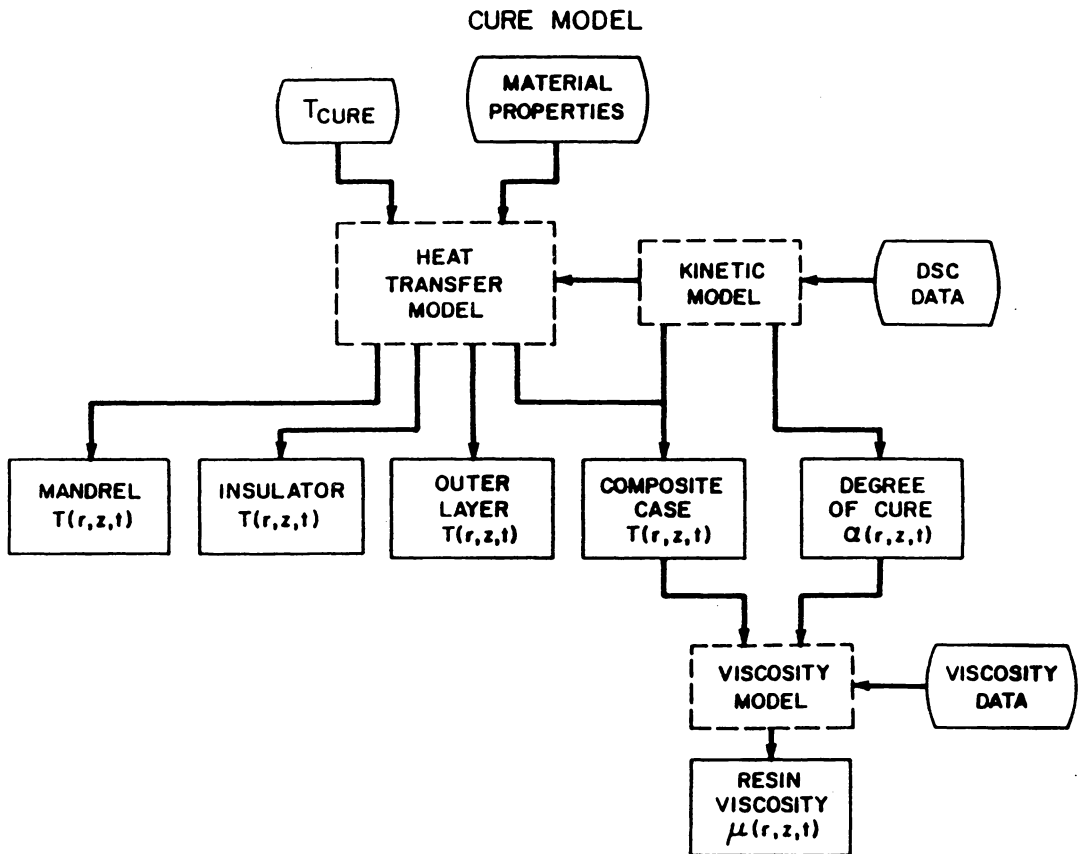 CURE MODEL
TCURE
MATERIAL
PROPERTIES
HEAT
TRANSFER
MODEL
KINETIC
MODEL
DSC
DATA
MANDREL
T(r,z,t)
INSULATOR
T(r,z,t)
OUTER
LAYER
T(r,z,t)
COMPOSITE
CASE
T(r,z,t)
DEGREE
OF CURE
α(r,z,t)
VISCOSITY
MODEL
VISCOSITY
DATA
RESIN
VISCOSITY
μ(r,z,t)